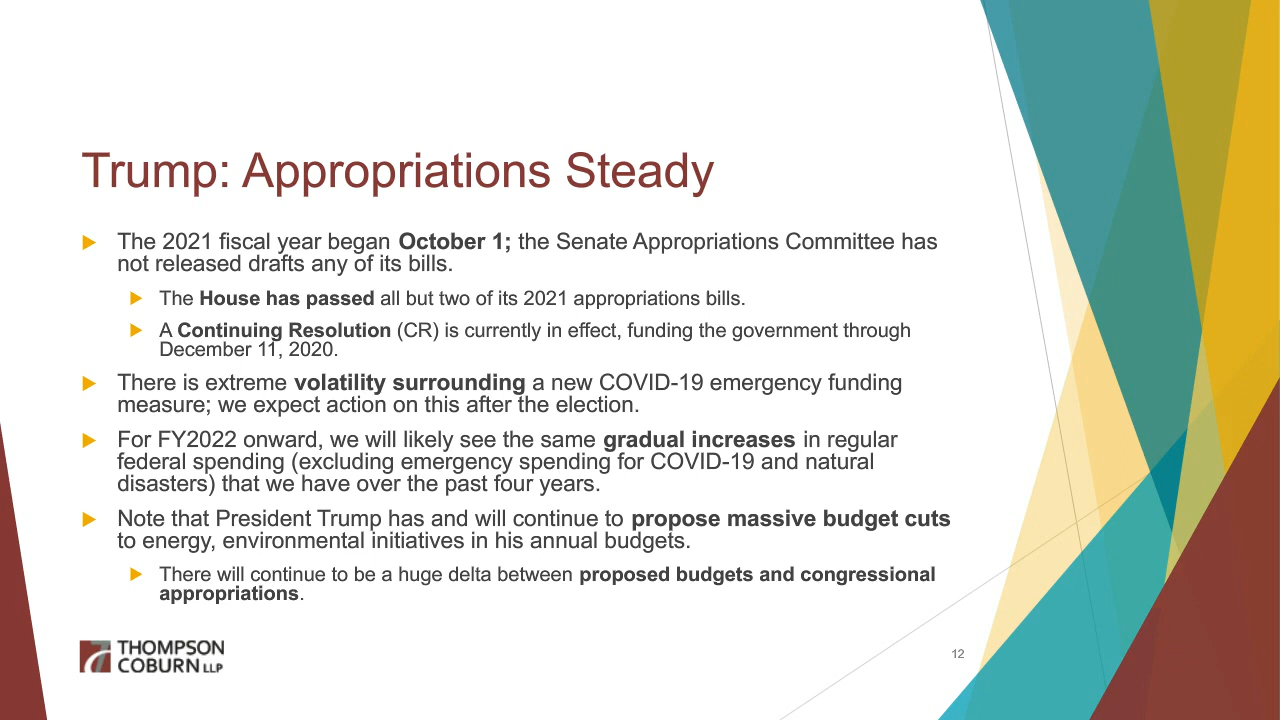 Trump: Appropriations Steady
The 2021 fiscal year began October 1; the Senate Appropriations Committee has
not released drafts any of its bills.
The House has passed all but two of its 2021 appropriations bills.
A Continuing Resolution (CR) is currently in effect, funding the government through
December 11, 2020.
There is extreme volatility surrounding a new COVID-19 emergency funding
measure; we expect action on this after the election.
For FY2022 onward, we will likely see the same gradual increases in regular
federal spending (excluding emergency spending for COVID-19 and natural
disasters) that we have over the past four years.
Note that President Trump has and will continue to propose massive budget cuts
to energy, environmental initiatives in his annual budgets.
There will continue to be a huge delta between proposed budgets and congressional
appropriations.
THOMPSON
COBURN LLP
12